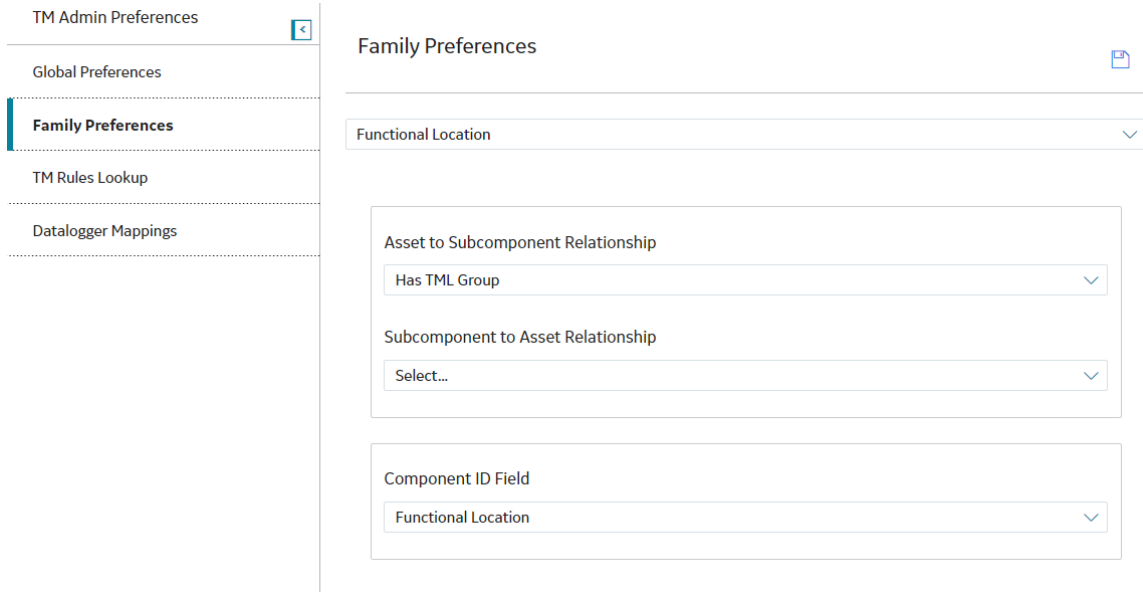 TM Admin Preferences
Global Preferences
Family Preferences
TM Rules Lookup
Datalogger Mappings
Family Preferences
Functional Location
Asset to Subcomponent Relationship
Has TML Group
Subcomponent to Asset Relationship
Select...
Component ID Field
Functional Location